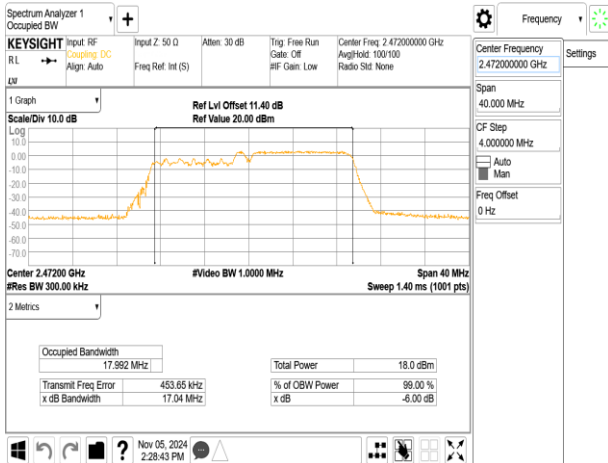 Spectrum Analyzer 1
Occupied BW
Frequency
KEYSIGHT
RL
LXI
Input: RF
Coupling: DC
Align: Auto
Input Z: 50 Ω
Freq Ref: Int (S)
Atten: 30 dB
Trig: Free Run
Gate: Off
#IF Gain: Low
Center Freq: 2.472000000 GHz
Avg|Hold: 100/100
Radio Std: None
Center Frequency
2.472000000 GHz
Settings
Span
40.000 MHz
CF Step
4.000000 MHz
Auto
Man
Freq Offset
0 Hz
1 Graph
Scale/Div 10.0 dB
Ref Lvl Offset 11.40 dB
Ref Value 20.00 dBm
Log
10.0
0.00
-10.0
-20.0
-30.0
-40.0
-50.0
-60.0
-70.0
Center 2.47200 GHz
#Res BW 300.00 kHz
#Video BW 1.0000 MHz
Span 40 MHz
Sweep 1.40 ms (1001 pts)
2 Metrics
Occupied Bandwidth
17.992 MHz
Total Power 18.0 dBm
Transmit Freq Error 453.65 kHz
% of OBW Power 99.00 %
x dB Bandwidth 17.04 MHz
x dB -6.00 dB
?
Nov 05, 2024
2:28:43 PM